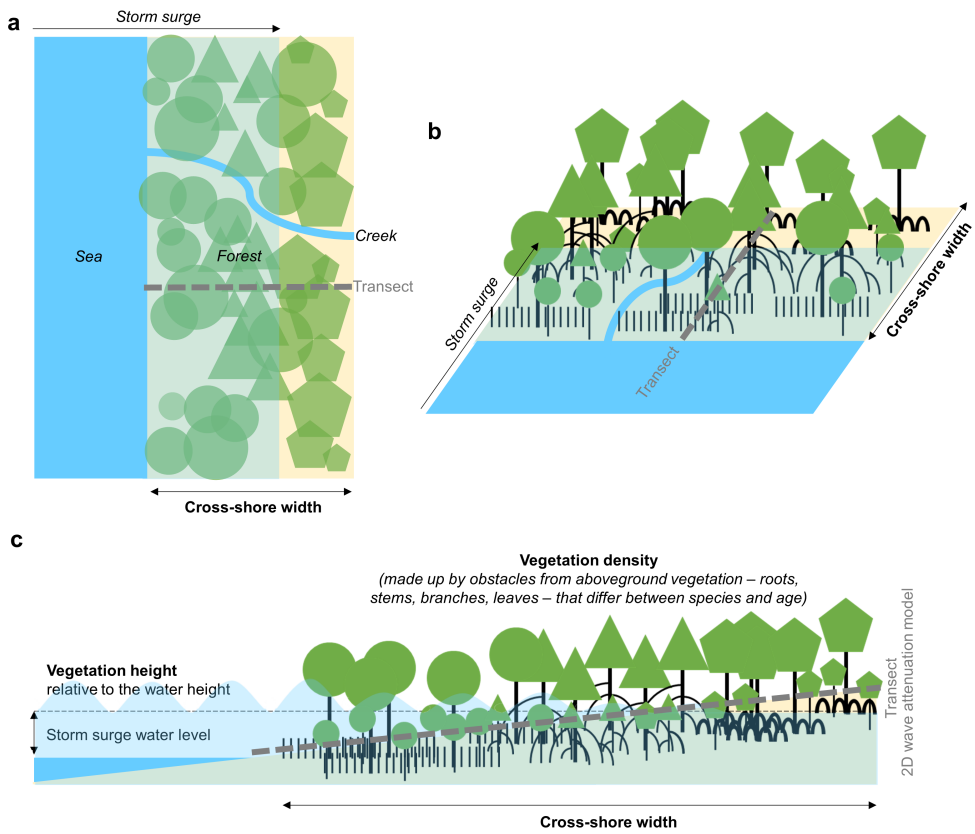 a
Storm surge
Sea
Forest
Creek
Transect
Cross-shore width
b
Storm surge
Transect
Cross-shore width
c
Vegetation density
(made up by obstacles from aboveground vegetation – roots,
stems, branches, leaves – that differ between species and age)
Vegetation height
relative to the water height
Storm surge water level
Transect
2D wave attenuation model
Cross-shore width